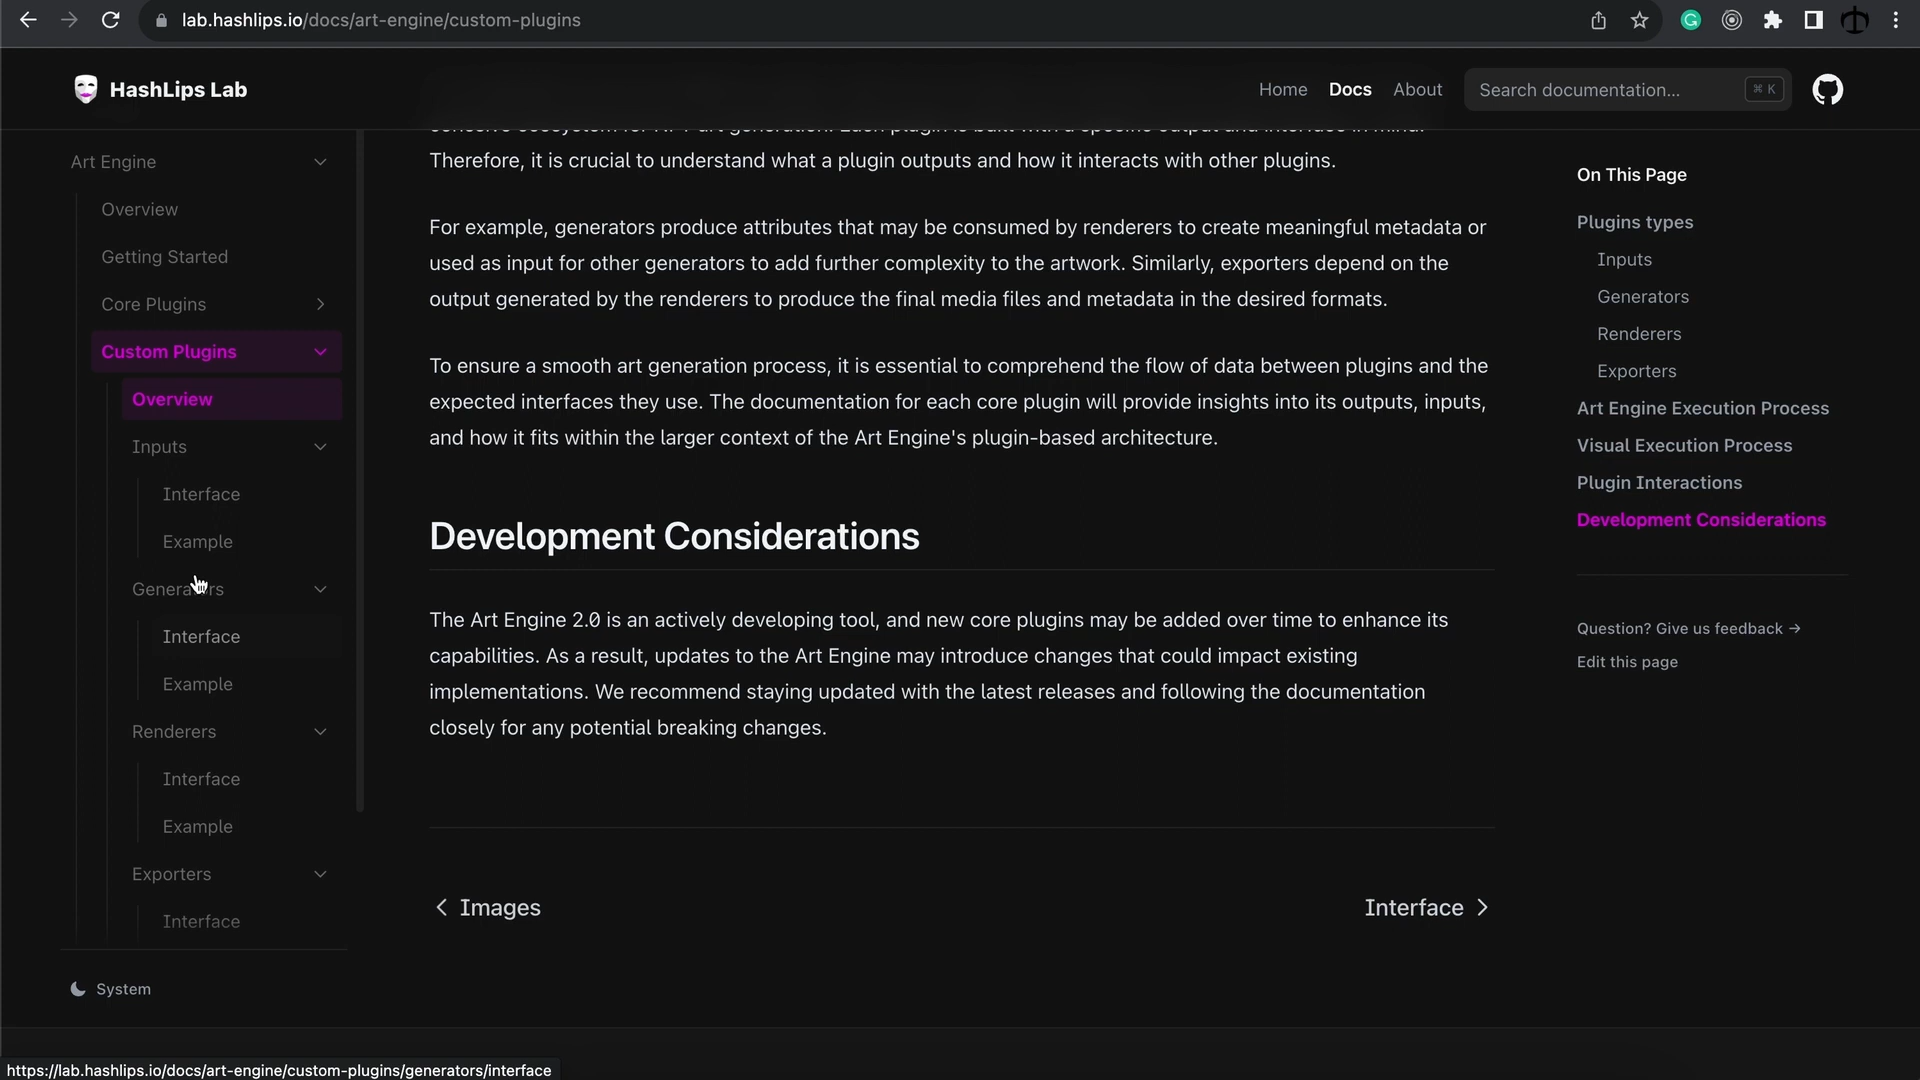 lab.hashlips.io/docs/art-engine/custom-plugins
HashLips Lab
Home
Docs
About
Search documentation...
⌘ K
Art Engine
Overview
Getting Started
Core Plugins
Custom Plugins
Overview
Inputs
Interface
Example
Generators
Interface
Example
Renderers
Interface
Example
Exporters
Interface
System
Therefore, it is crucial to understand what a plugin outputs and how it interacts with other plugins.
For example, generators produce attributes that may be consumed by renderers to create meaningful metadata or
used as input for other generators to add further complexity to the artwork. Similarly, exporters depend on the
output generated by the renderers to produce the final media files and metadata in the desired formats.
To ensure a smooth art generation process, it is essential to comprehend the flow of data between plugins and the
expected interfaces they use. The documentation for each core plugin will provide insights into its outputs, inputs,
and how it fits within the larger context of the Art Engine's plugin-based architecture.
Development Considerations
The Art Engine 2.0 is an actively developing tool, and new core plugins may be added over time to enhance its
capabilities. As a result, updates to the Art Engine may introduce changes that could impact existing
implementations. We recommend staying updated with the latest releases and following the documentation
closely for any potential breaking changes.
Images
Interface
On This Page
Plugins types
Inputs
Generators
Renderers
Exporters
Art Engine Execution Process
Visual Execution Process
Plugin Interactions
Development Considerations
Question? Give us feedback →
Edit this page
https://lab.hashlips.io/docs/art-engine/custom-plugins/generators/interface